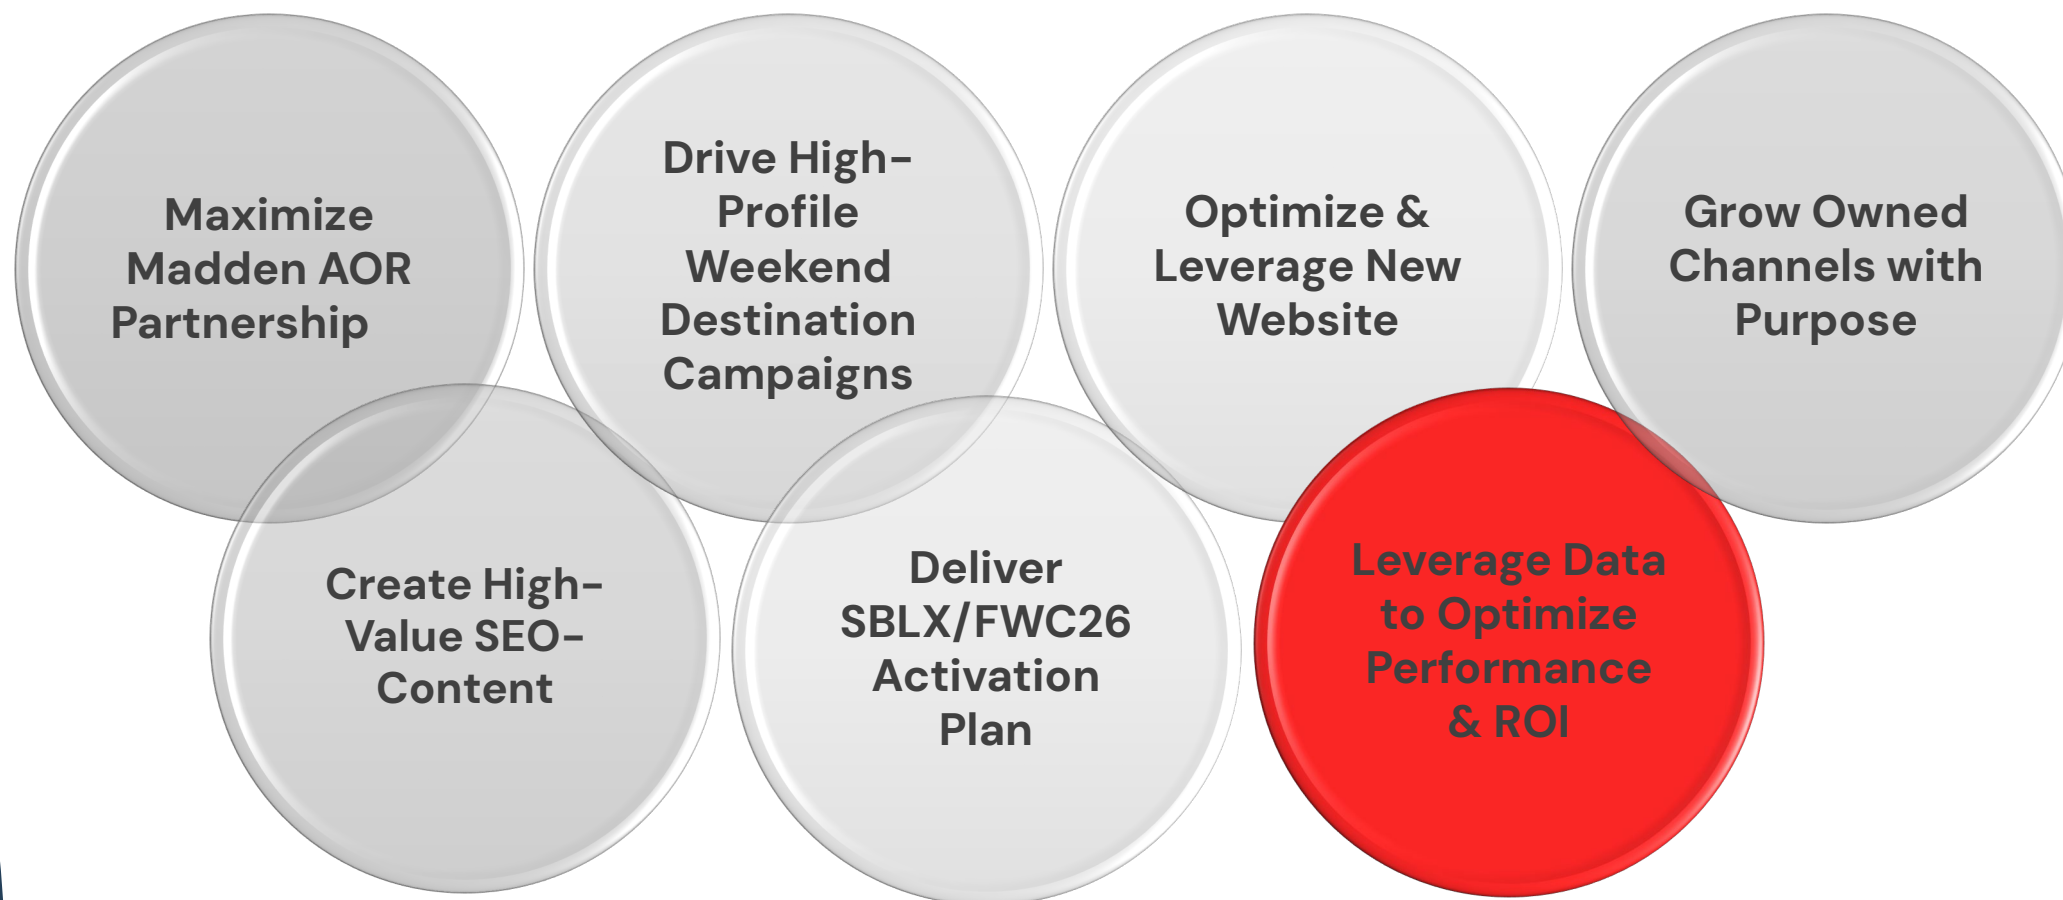 Maximize
Madden AOR
Partnership
Drive High-
Profile
Weekend
Destination
Campaigns
Optimize &
Leverage New
Website
Grow Owned
Channels with
Purpose
Create High-
Value SEO-
Content
Deliver
SBLX/FWC26
Activation
Plan
Leverage Data
to Optimize
Performance
& ROI